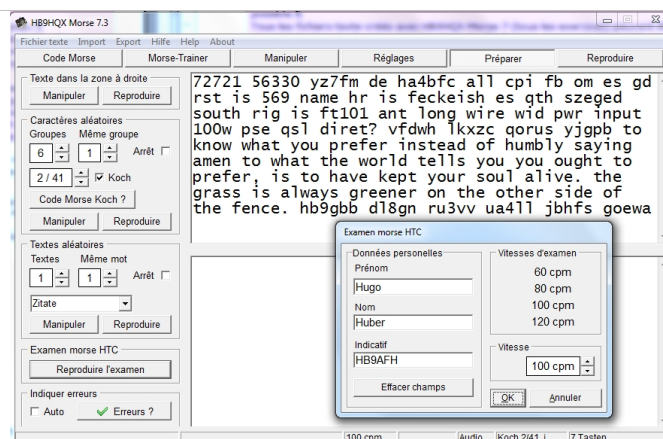 HB9HQX Morse 7.3
Fichier texte Import Export Hilfe Help About
Code Morse Morse-Trainer Manipuler Réglages Préparer Reproduire
Texte dans la zone à droite
Manipuler Reproduire
Caractères aléatoires
Groupes Même groupe
6 1 Arrêt
2 / 41 Koch
Code Morse Koch ?
Manipuler Reproduire
Textes aléatoires
Textes Même mot
1 1 Arrêt
Zitate
Manipuler Reproduire
Examen morse HTC
Reproduire l'examen
Indiquer erreurs
Auto Erreurs ?
72721 56330 yz7fm de ha4bfc all cpi fb om es gd
rst is 569 name hr is feckeish es qth szeged
south rig is ft101 ant long wire wid pwr input
100w pse qsl diret? vfdwh lkxzc qorus yjgpb to
know what you prefer instead of humbly saying
amen to what the world tells you you ought to
prefer, is to have kept your soul alive. the
grass is always greener on the other side of
the fence. hb9gbb dl8gn ru3vv ua4ll jbhfs goewa
Examen morse HTC
Données personelles
Prénom
Hugo
Nom
Huber
Indicatif
HB9AFH
Effacer champs
Vitesses d'examen
60 cpm
80 cpm
100 cpm
120 cpm
Vitesse
100 cpm
OK Annuler
100 cpm Audio Koch 2/41 7 Tasten